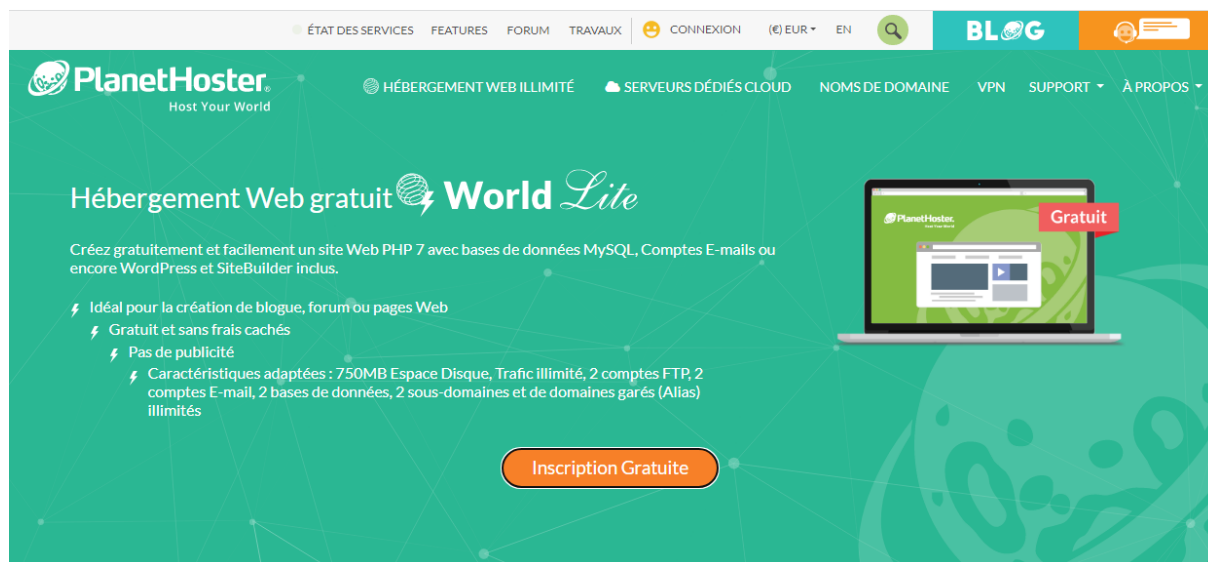 ÉTAT DES SERVICES FEATURES FORUM TRAVAUX CONNEXION (€) EUR EN BLOG
PlanetHoster®
Host Your World
HÉBERGEMENT WEB ILLIMITÉ SERVEURS DÉDIÉS CLOUD NOMS DE DOMAINE VPN SUPPORT À PROPOS
Hébergement Web gratuit World Lite
Créez gratuitement et facilement un site Web PHP 7 avec bases de données MySQL, Comptes E-mails ou
encore WordPress et SiteBuilder inclus.
Idéal pour la création de blogue, forum ou pages Web
Gratuit et sans frais cachés
Pas de publicité
Caractéristiques adaptées : 750MB Espace Disque, Trafic illimité, 2 comptes FTP, 2
comptes E-mail, 2 bases de données, 2 sous-domaines et de domaines garés (Alias)
illimités
Inscription Gratuite
PlanetHoster.
Host Your World
Gratuit